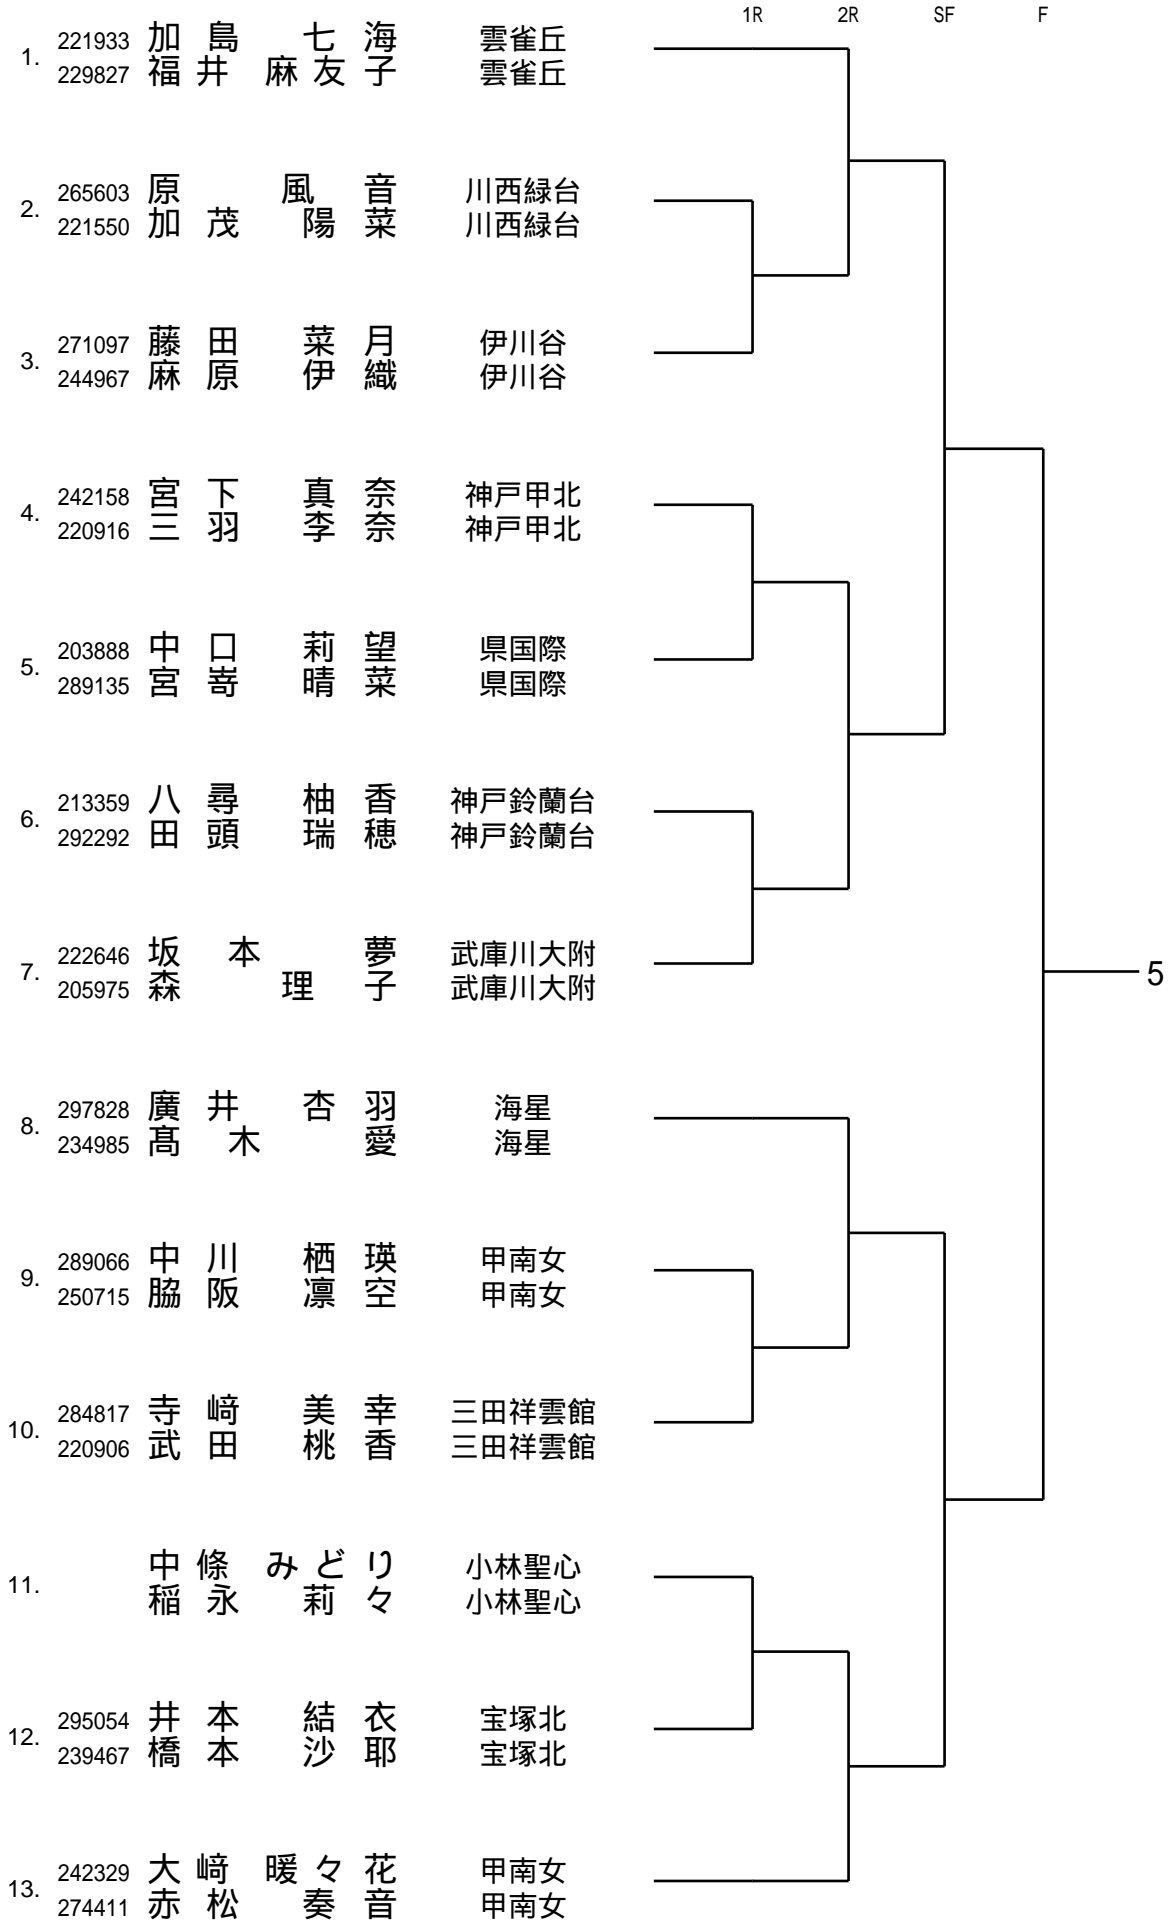 1R 2R SF F
1. 221933 加島 七海 雲雀丘
229827 福井 麻友子 雲雀丘
2. 265603 原 風音 川西緑台
221550 加茂 陽菜 川西緑台
3. 271097 藤田 菜月 伊川谷
244967 麻原 伊織 伊川谷
4. 242158 宮下 真奈 神戸甲北
220916 三羽 李奈 神戸甲北
5. 203888 中口 莉望 県国際
289135 宮嵜 晴菜 県国際
6. 213359 八尋 柚香 神戸鈴蘭台
292292 田頭 瑞穂 神戸鈴蘭台
7. 222646 坂本 夢 武庫川大附
205975 森 理子 武庫川大附
5
8. 297828 廣井 杏羽 海星
234985 髙木 愛 海星
9. 289066 中川 栖瑛 甲南女
250715 脇阪 凛空 甲南女
10. 284817 寺﨑 美幸 三田祥雲館
220906 武田 桃香 三田祥雲館
11. 中條 みどり 小林聖心
稲永 莉々 小林聖心
12. 295054 井本 結衣 宝塚北
239467 橋本 沙耶 宝塚北
13. 242329 大﨑 暖々花 甲南女
274411 赤松 奏音 甲南女